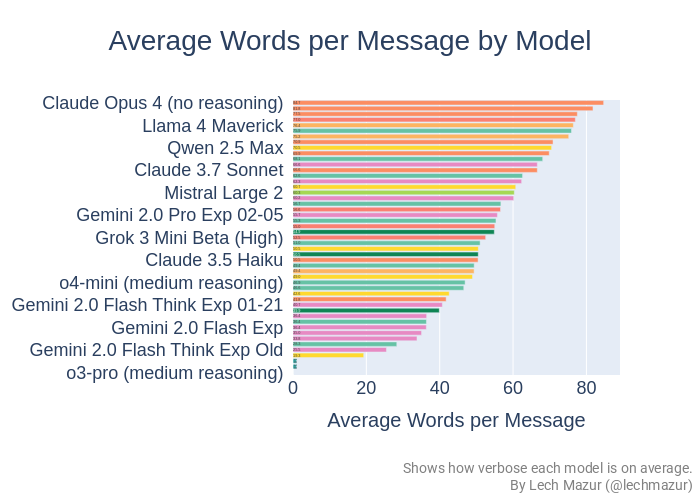 Average Words per Message by Model
Claude Opus 4 (no reasoning)
Llama 4 Maverick
Qwen 2.5 Max
Claude 3.7 Sonnet
Mistral Large 2
Gemini 2.0 Pro Exp 02-05
Grok 3 Mini Beta (High)
Claude 3.5 Haiku
o4-mini (medium reasoning)
Gemini 2.0 Flash Think Exp 01-21
Gemini 2.0 Flash Exp
Gemini 2.0 Flash Think Exp Old
o3-pro (medium reasoning)
0 20 40 60 80
Average Words per Message
Shows how verbose each model is on average.
By Lech Mazur (@lechmazur)